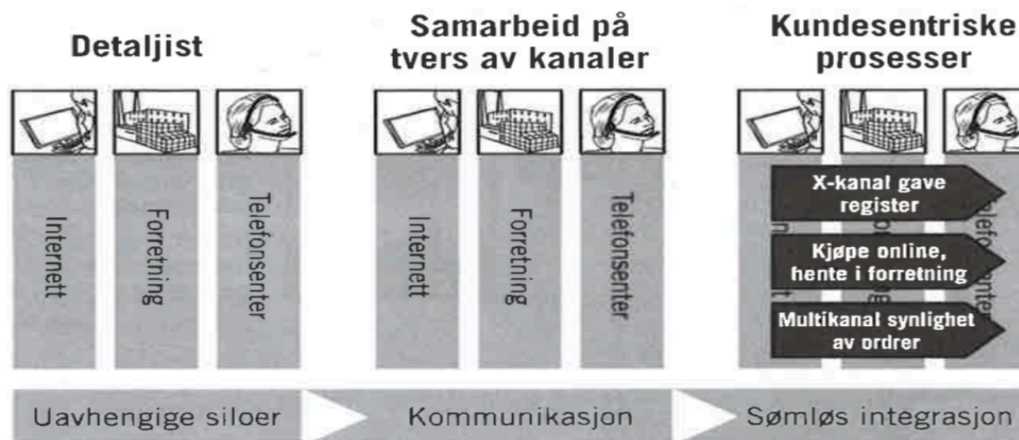 Detaljist
Samarbeid på
tvers av kanaler
Kundesentriske
prosesser
Internett
Forretning
Telefonsenter
Internett
Forretning
Telefonsenter
X-kanal gave
register
Kjøpe online,
hente i forretning
Multikanal synlighet
av ordrer
Uavhengige siloer
Kommunikasjon
Sømløs integrasjon